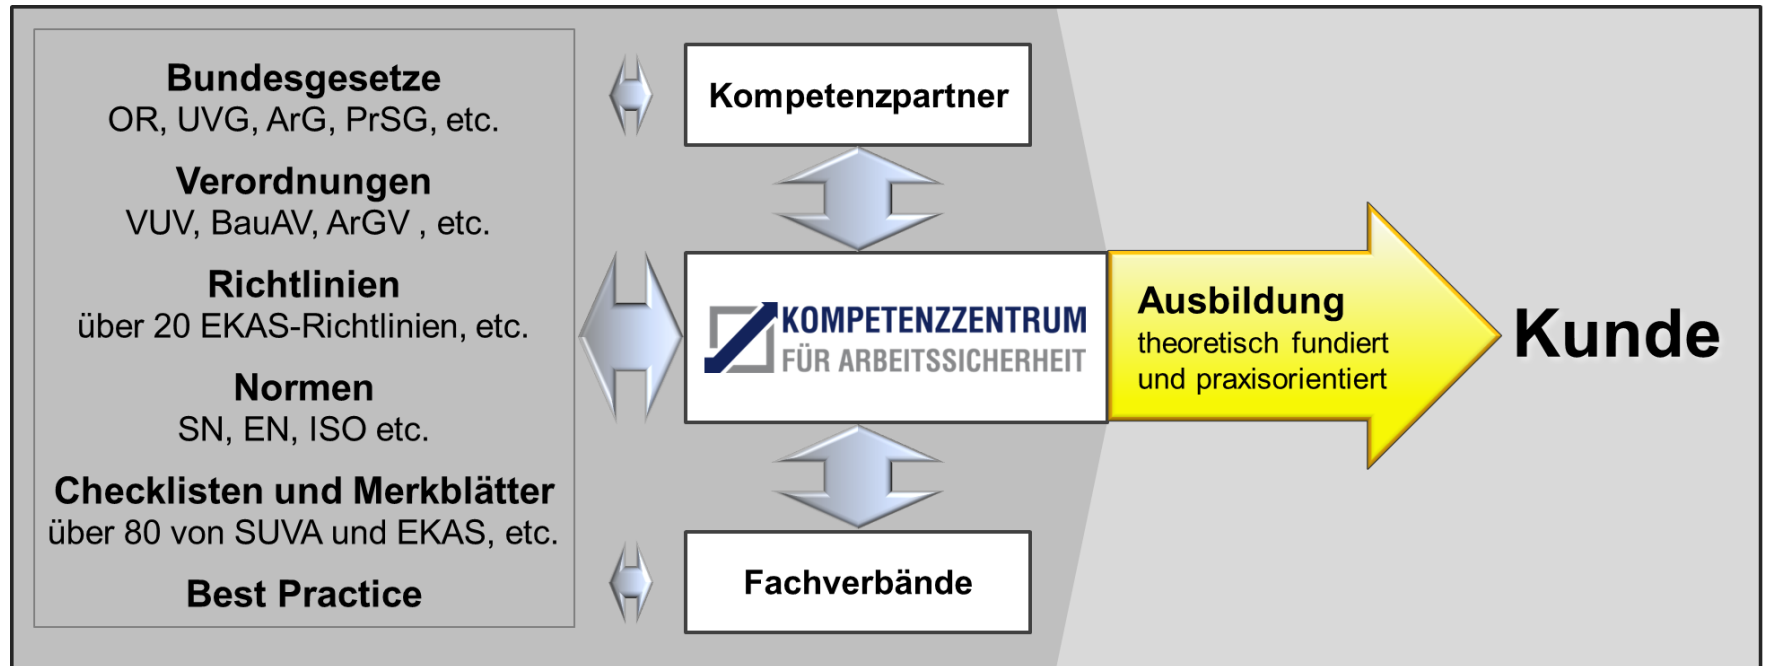 Bundesgesetze
OR, UVG, ArG, PrSG, etc.
Verordnungen
VUV, BauAV, ArGV , etc.
Richtlinien
über 20 EKAS-Richtlinien, etc.
Normen
SN, EN, ISO etc.
Checklisten und Merkblätter
über 80 von SUVA und EKAS, etc.
Best Practice
Kompetenzpartner
KOMPETENZZENTRUM
FÜR ARBEITSSICHERHEIT
Fachverbände
Ausbildung
theoretisch fundiert
und praxisorientiert
Kunde